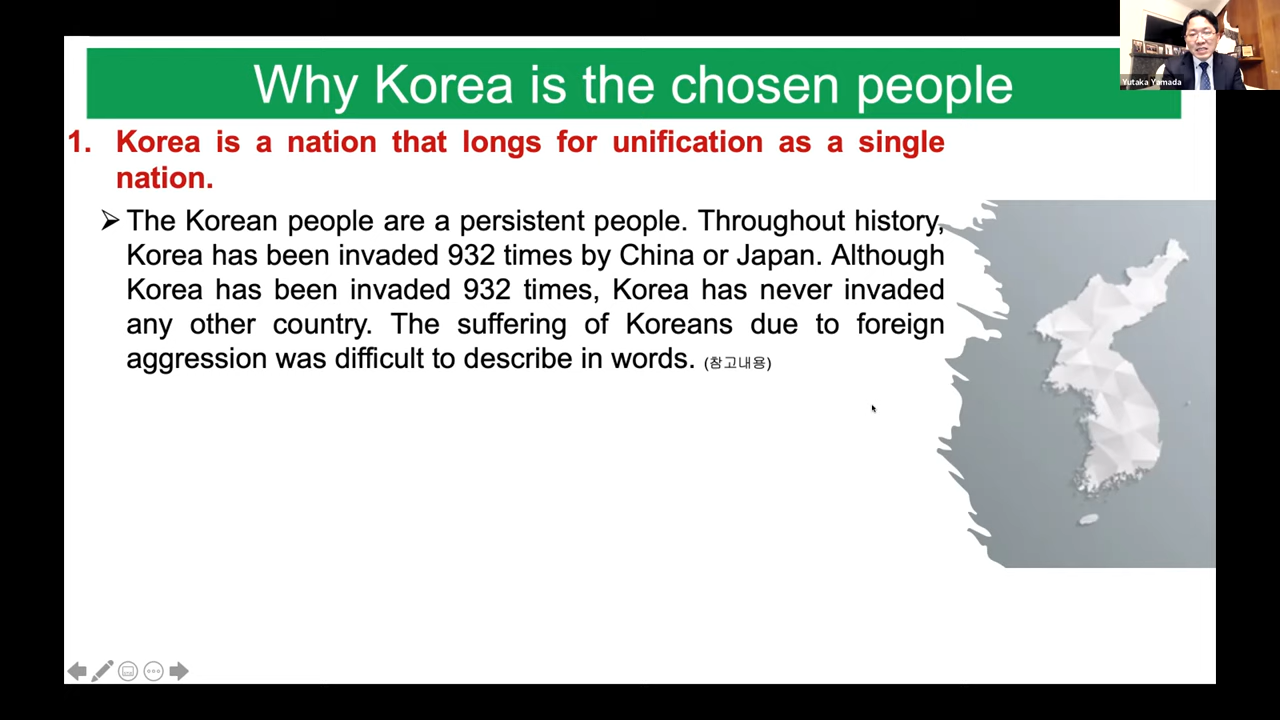 Why Korea is the chosen people
Yutaka Yamada
1. Korea is a nation that longs for unification as a single
nation.
➢ The Korean people are a persistent people. Throughout history,
Korea has been invaded 932 times by China or Japan. Although
Korea has been invaded 932 times, Korea has never invaded
any other country. The suffering of Koreans due to foreign
aggression was difficult to describe in words. (참고내용)